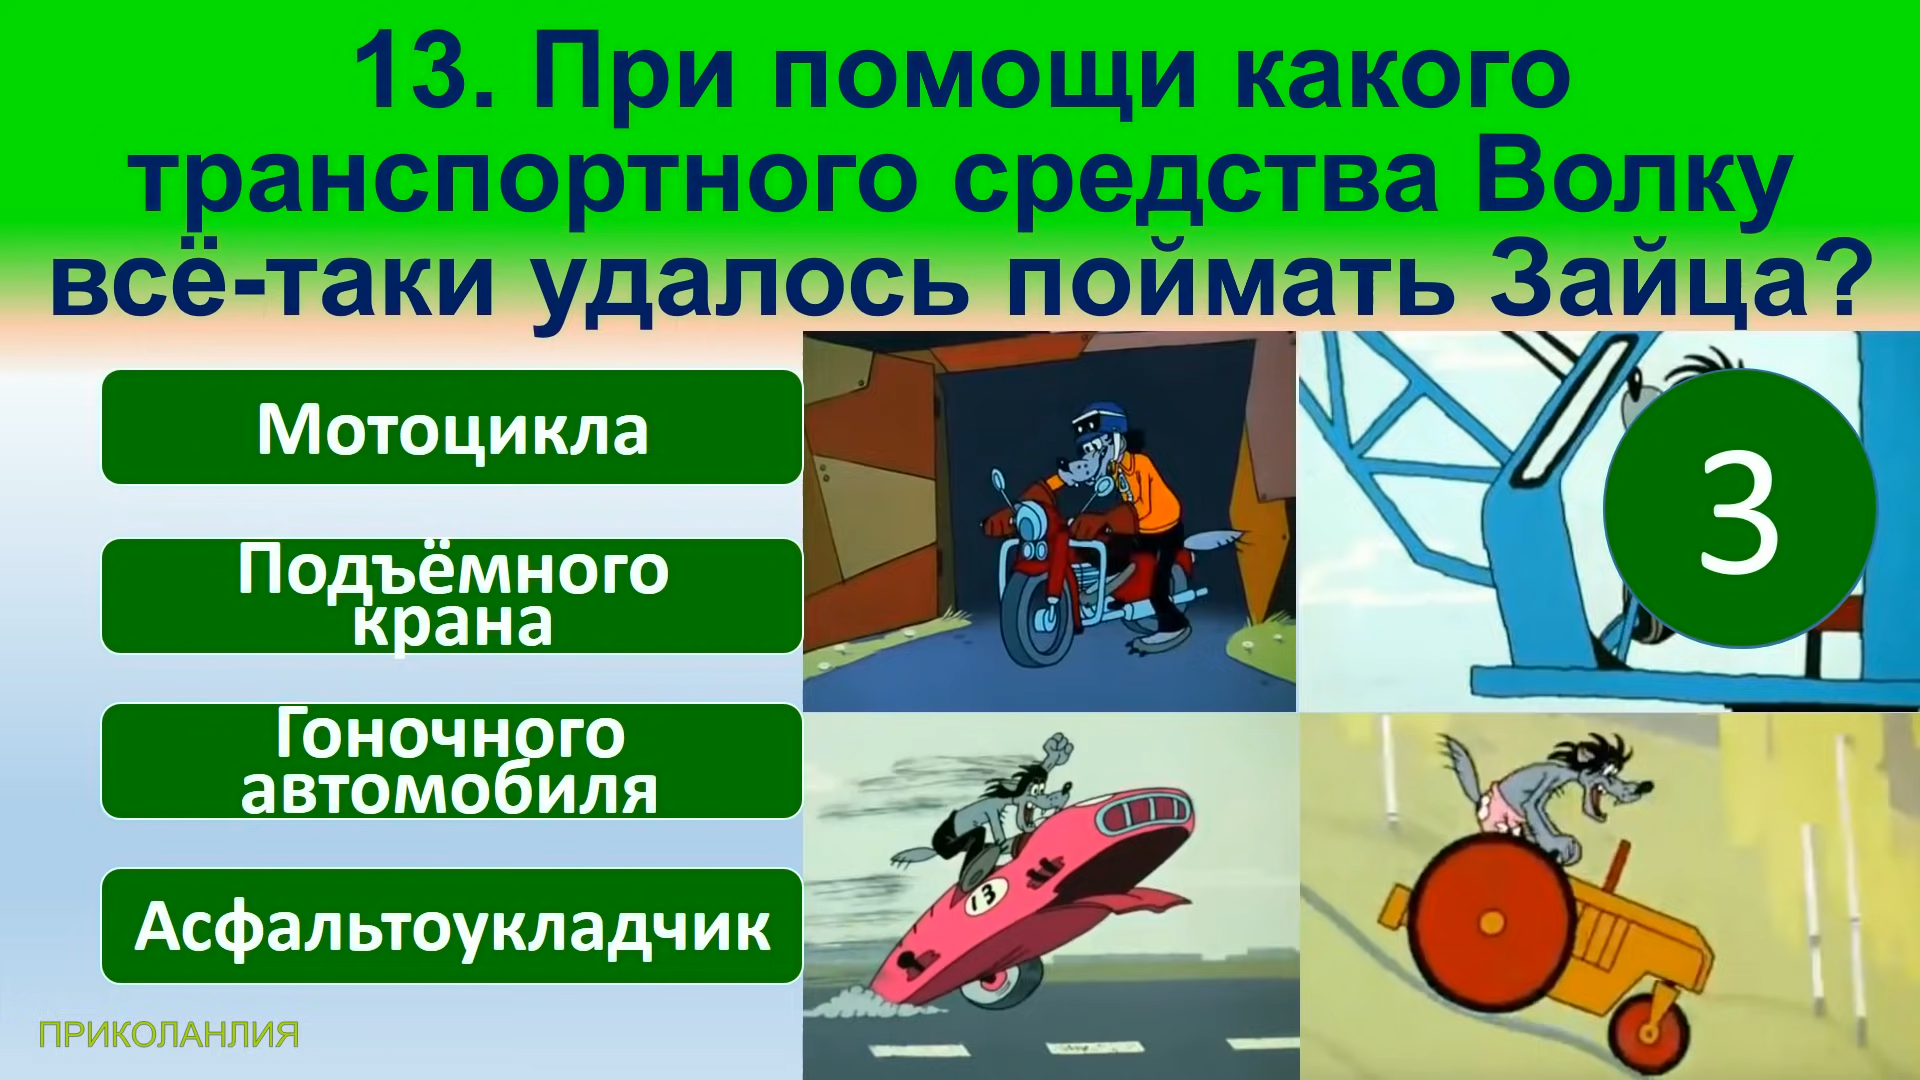 13. При помощи какого
транспортного средства Волку
всё-таки удалось поймать Зайца?
Мотоцикла
Подъёмного
крана
Гоночного
автомобиля
Асфальтоукладчик
3
13
ПРИКОЛАНЛИЯ